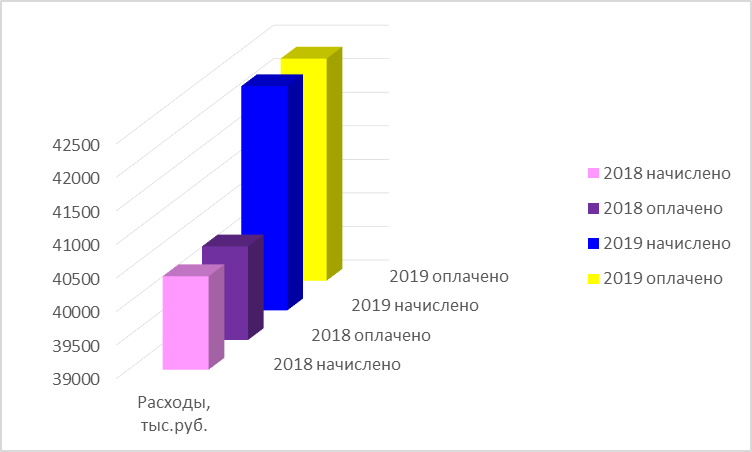 42500
42000
41500
41000
40500
40000
39500
39000
2019 оплачено
2019 начислено
2018 оплачено
2018 начислено
Расходы,
тыс.руб.
2018 начислено
2018 оплачено
2019 начислено
2019 оплачено